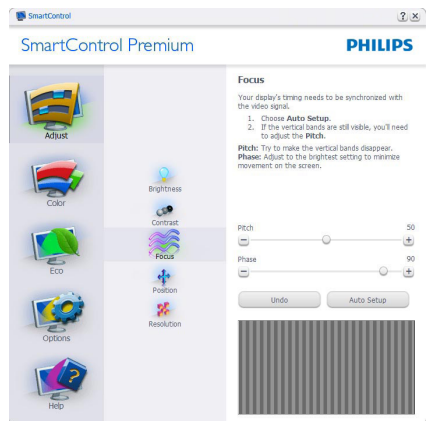 SmartControl
SmartControl Premium
PHILIPS
Adjust
Color
Eco
Options
Help
Brightness
Contrast
Focus
Position
Resolution
Focus
Your display's timing needs to be synchronized with
the video signal.
1. Choose Auto Setup.
2. If the vertical bands are still visible, you'll need
to adjust the Pitch.
Pitch: Try to make the vertical bands disappear.
Phase: Adjust to the brightest setting to minimize
movement on the screen.
Pitch 50
Phase 90
Undo Auto Setup